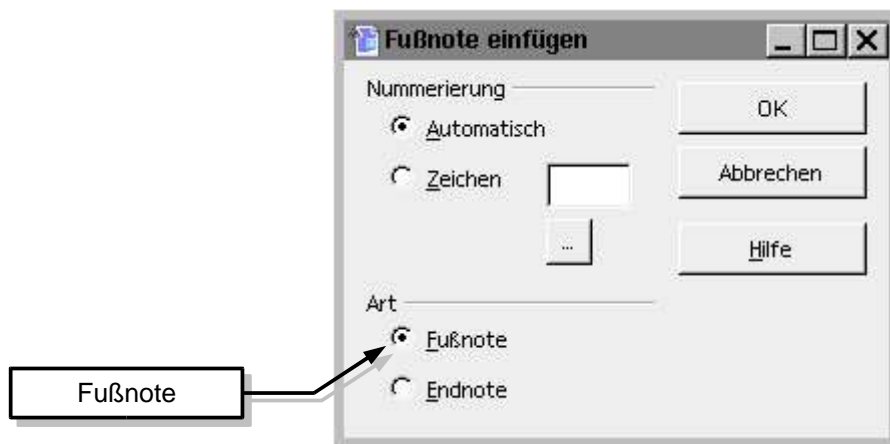 Fußnote einfügen
Nummerierung
OK
Automatisch
Zeichen
Abbrechen
...
Hilfe
Art
Fußnote
Fußnote
Endnote